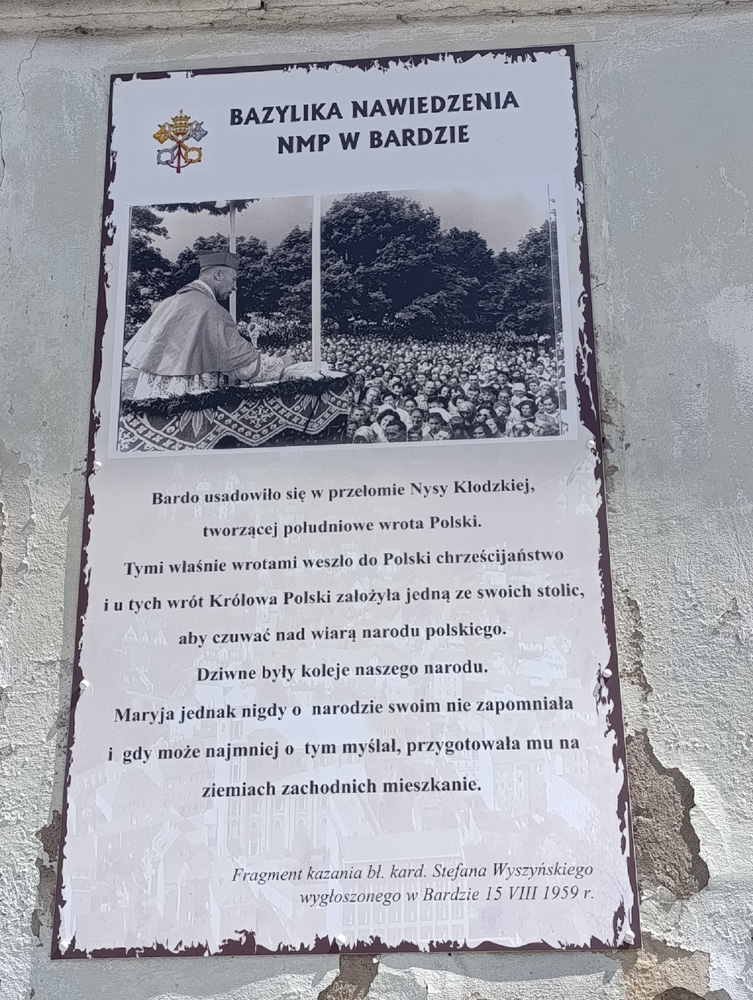 BAZYLIKA NAWIEDZENIA
NMP W BARDZIE
Bardo usadowiło się w przełomie Nysy Kłodzkiej,
tworzącej południowe wrota Polski.
Tymi właśnie wrotami weszło do Polski chrześcijaństwo
i u tych wrót Królowa Polski założyła jedną ze swoich stolic,
aby czuwać nad wiarą narodu polskiego.
Dziwne były koleje naszego narodu.
Maryja jednak nigdy o narodzie swoim nie zapomniała
i gdy może najmniej o tym myślał, przygotowała mu na
ziemiach zachodnich mieszkanie.
Fragment kazania bł. kard. Stefana Wyszyńskiego
wygłoszonego w Bardzie 15 VIII 1959 r.